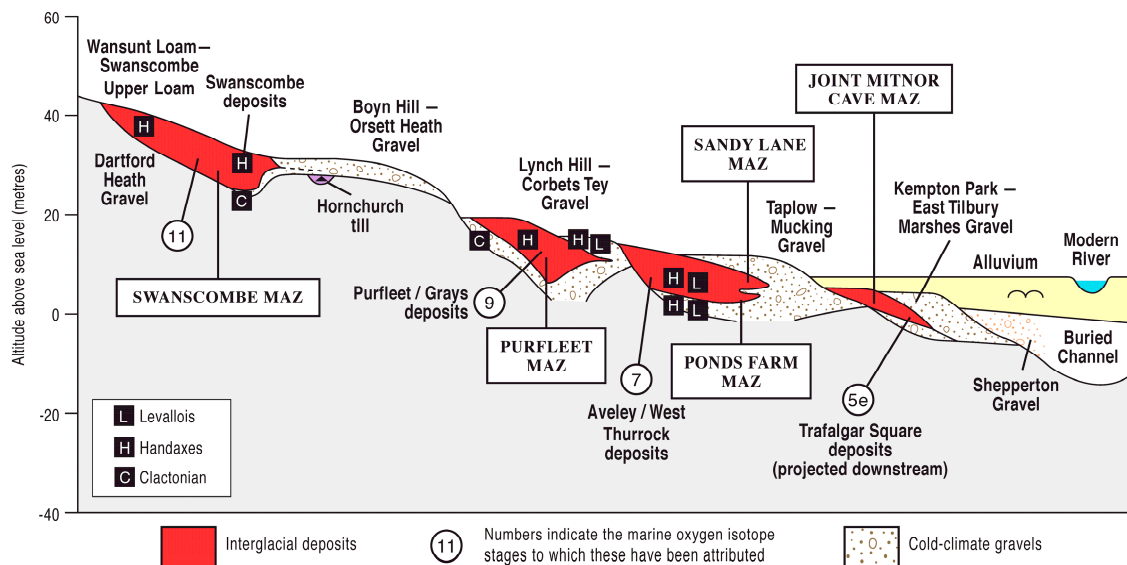 60
40
20
0
-20
-40
Altitude above sea level (metres)
Wansunt Loam –
Swanscombe
Upper Loam
Swanscombe
deposits
H
H
C
Dartford
Heath
Gravel
11
SWANSCOMBE MAZ
Boyn Hill –
Orsett Heath
Gravel
Hornchurch
till
Lynch Hill –
Corbets Tey
Gravel
C
H
H
L
Purfleet / Grays
deposits
9
PURFLEET
MAZ
SANDY LANE
MAZ
H
L
H
L
7
Aveley / West
Thurrock
deposits
PONDS FARM
MAZ
Taplow –
Mucking
Gravel
JOINT MITNOR
CAVE MAZ
Kempton Park –
East Tilbury
Marshes Gravel
5e
Trafalgar Square
deposits
(projected downstream)
Alluvium
Modern
River
Buried
Channel
Shepperton
Gravel
L Levallois
H Handaxes
C Clactonian
Interglacial deposits
11
Numbers indicate the marine oxygen isotope
stages to which these have been attributed
Cold-climate gravels